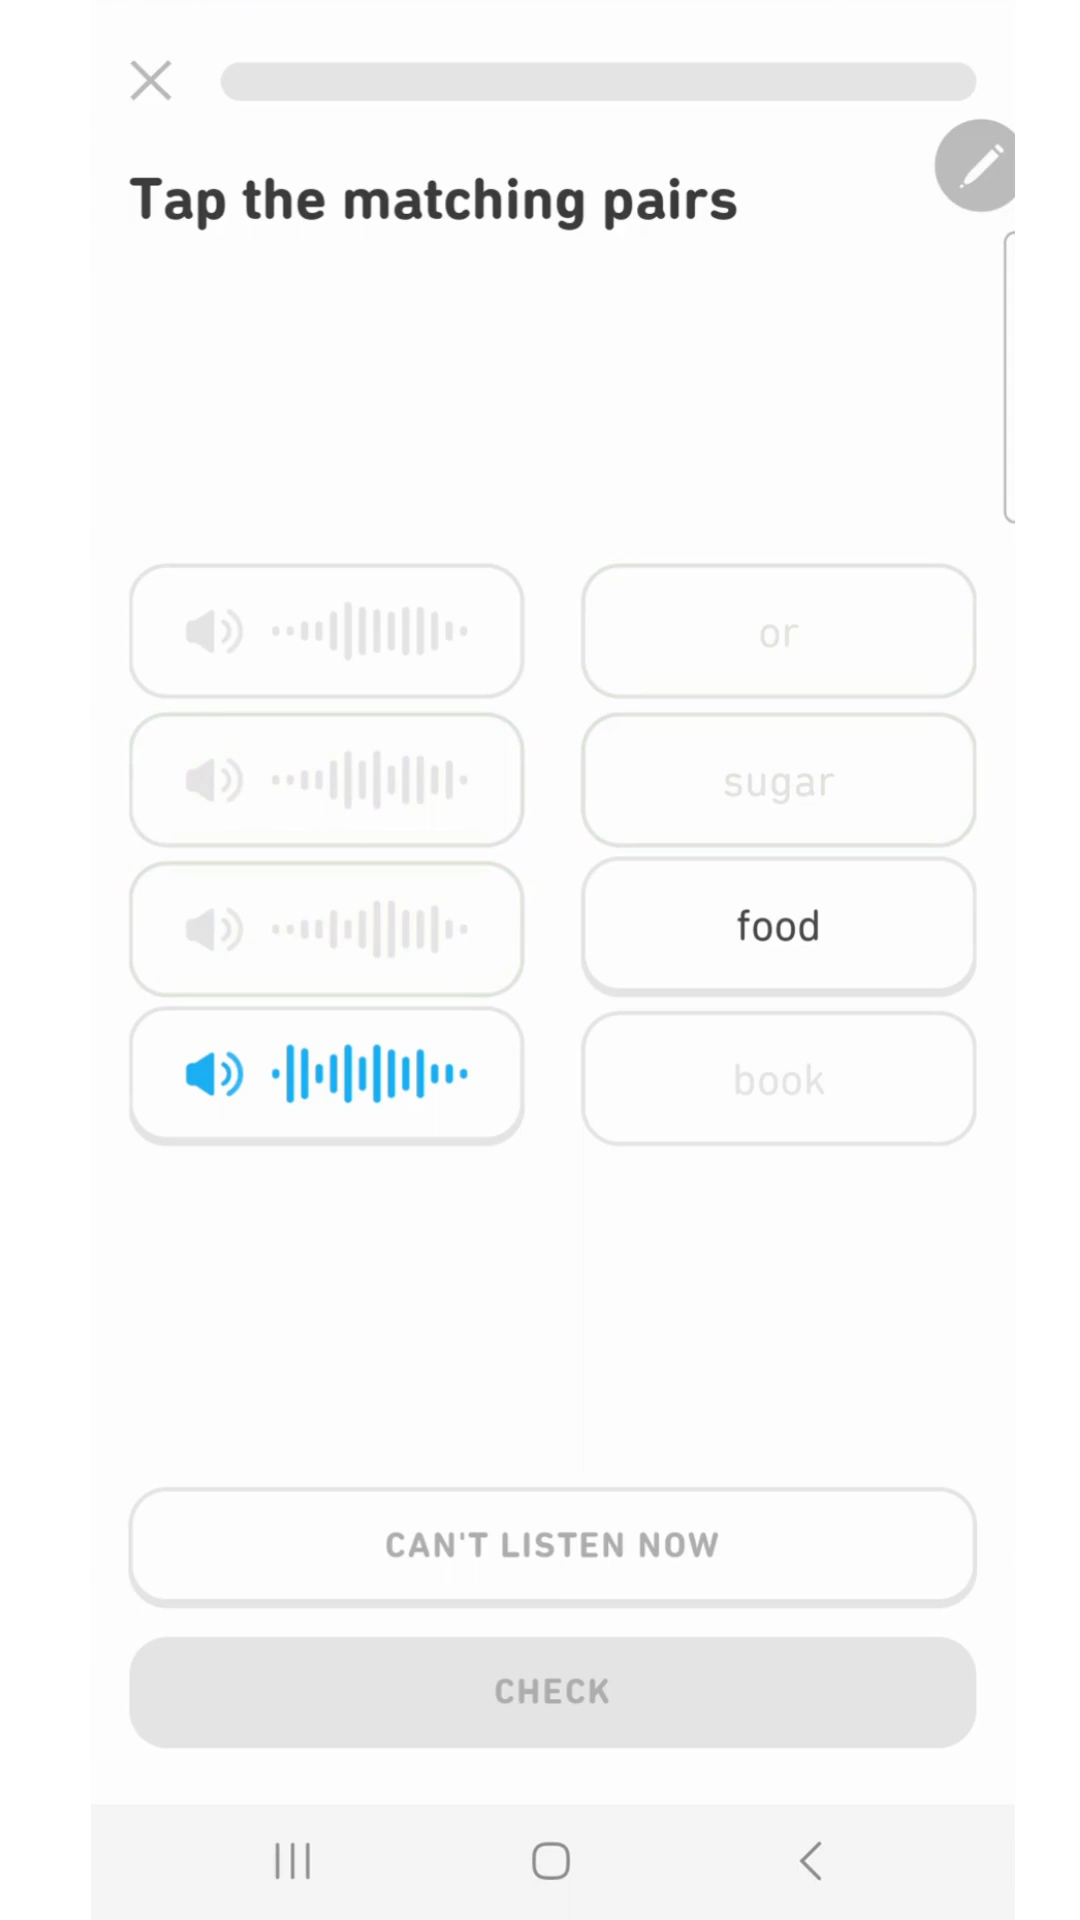 Tap the matching pairs
or
sugar
food
book
CAN'T LISTEN NOW
CHECK